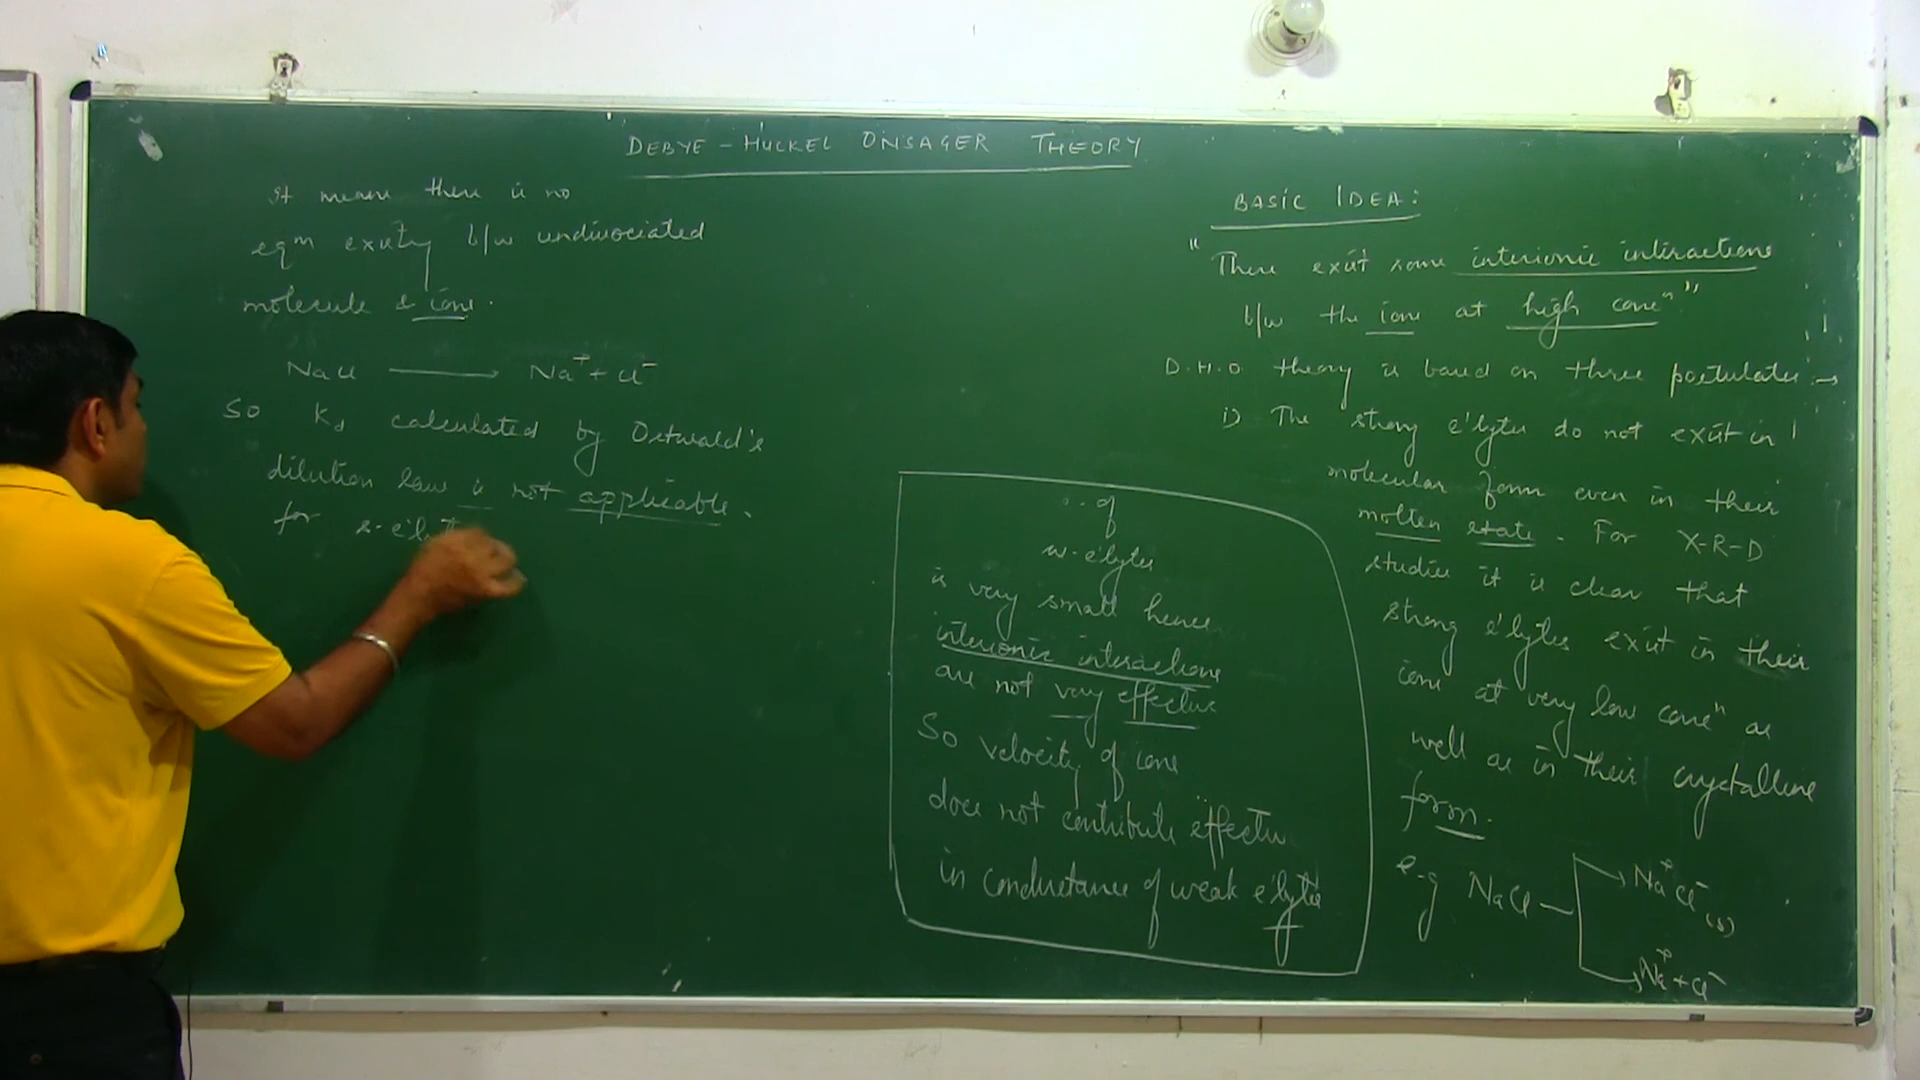 DEBYE - HUCKEL ONSAGER THEORY
It means there is no
eqm existing b/w undissociated
molecule & ions.
NaCl ⟶ Na+ + Cl-
So Kd calculated by Ostwald's
dilution law is not applicable.
for s-e'lyte
w-e'lytes
is very small hence
interionic interactions
are not very effective
So velocity of ions
does not contribute effectiv
in conductance of weak e'lytes
BASIC IDEA:
"There exist some interionic interactions
b/w the ions at high concn"
D.H.O. theory is based on three postulates :→
i) The strong e'lytes do not exist in
molecular form even in their
molten state. For X-R-D
studies it is clear that
strong e'lytes exist in their
ions at very low concn as
well as in their crystalline
form.
e.g NaCl → Na+Cl-(s)
→ Na+ + Cl-